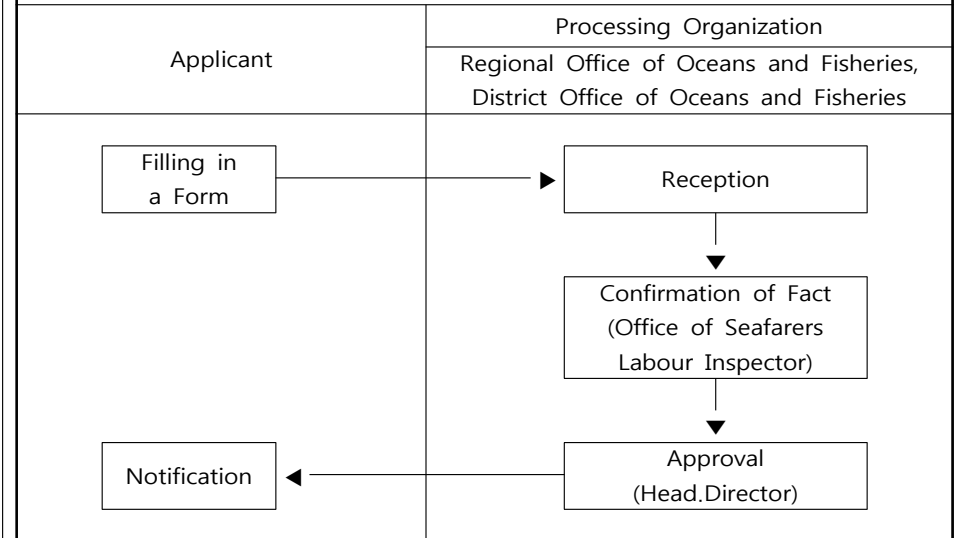 Applicant
Processing Organization
Regional Office of Oceans and Fisheries,
District Office of Oceans and Fisheries
Filling in
a Form
Reception
Confirmation of Fact
(Office of Seafarers
Labour Inspector)
Approval
(Head.Director)
Notification